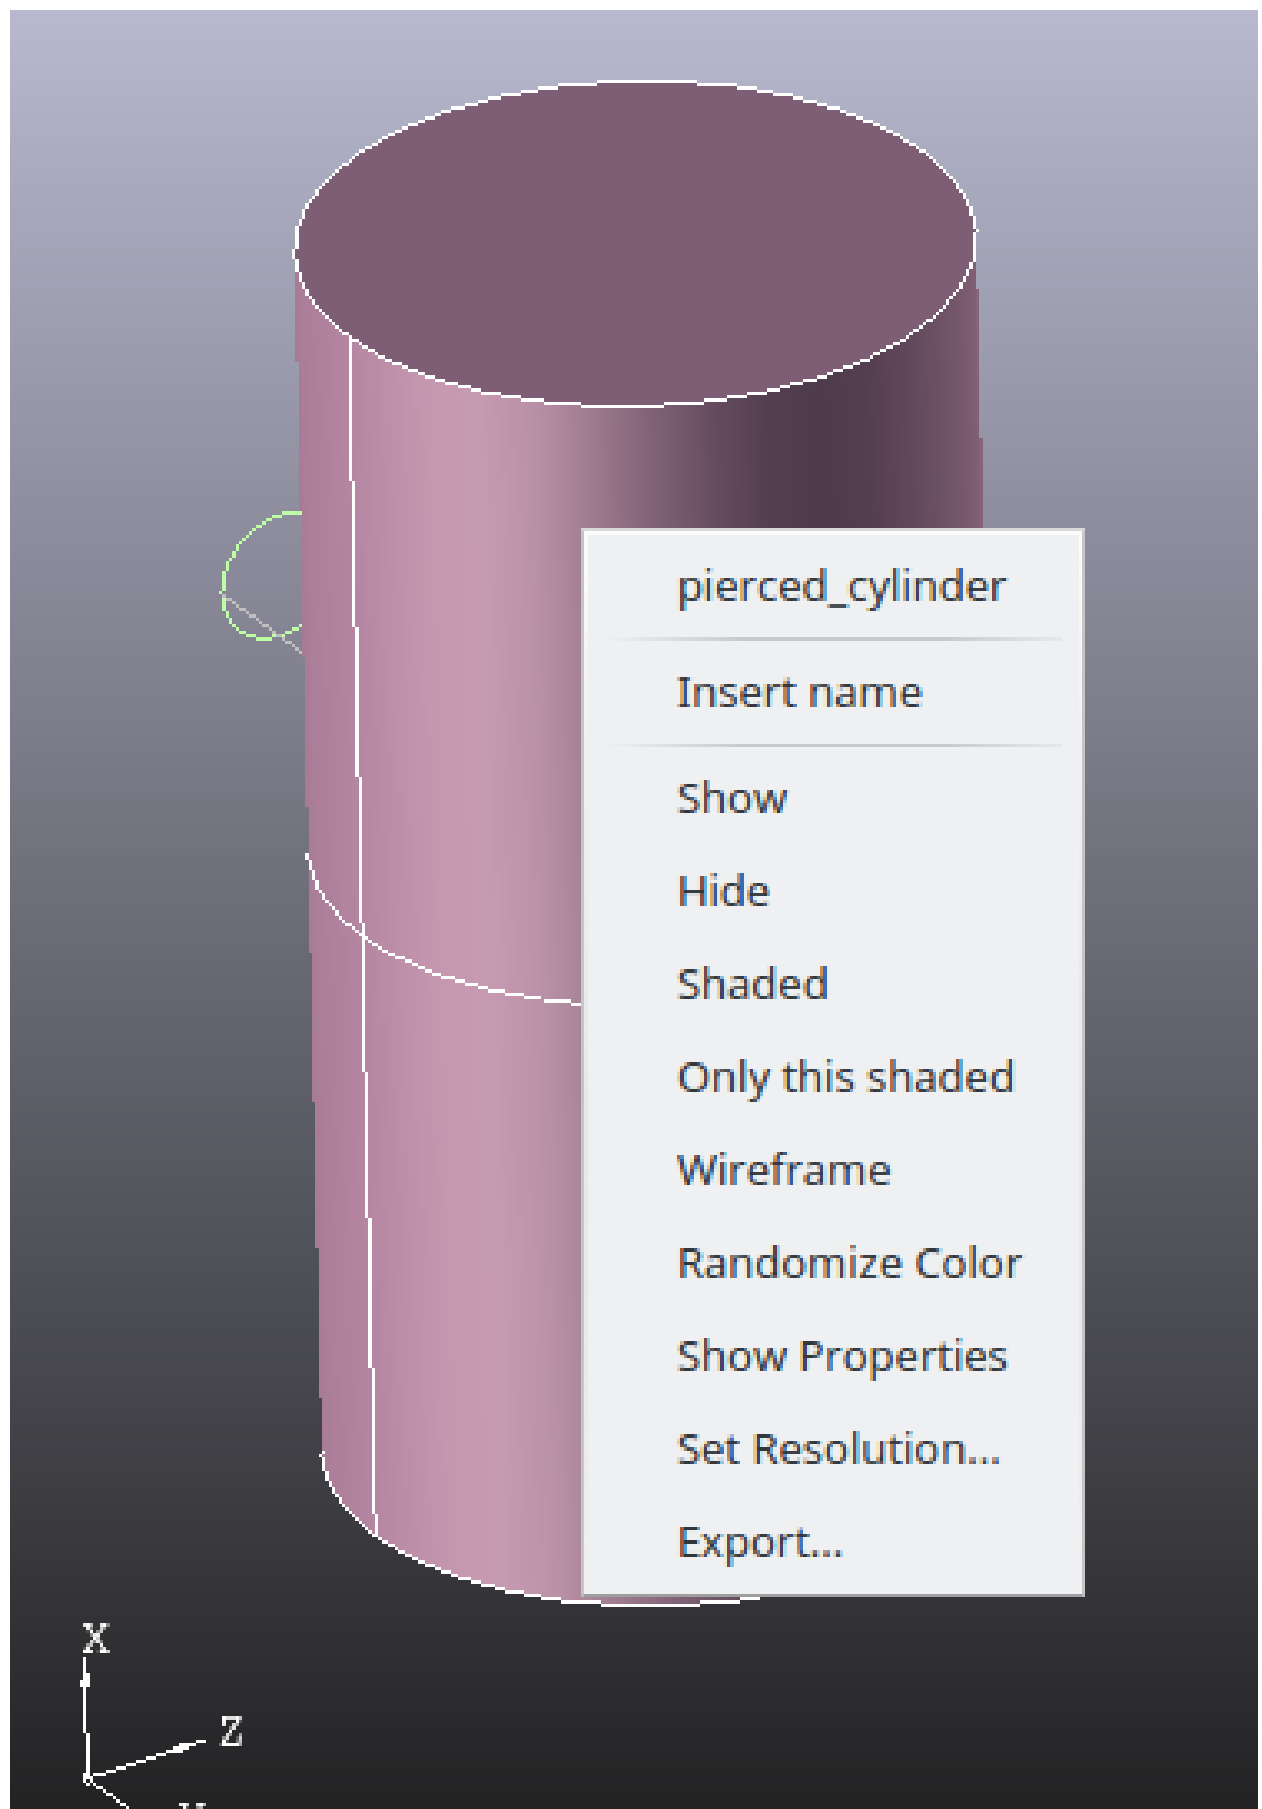 pierced_cylinder
Insert name
Show
Hide
Shaded
Only this shaded
Wireframe
Randomize Color
Show Properties
Set Resolution...
Export...
X
Z